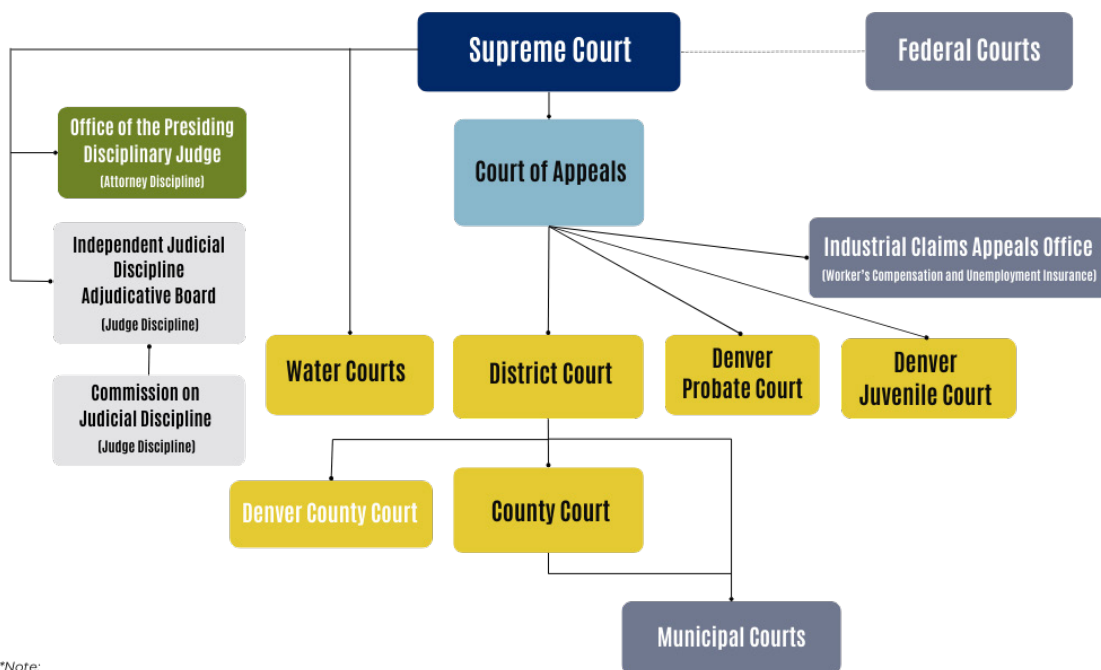 Supreme Court
Federal Courts
Office of the Presiding
Disciplinary Judge
(Attorney Discipline)
Court of Appeals
Independent Judicial
Discipline
Adjudicative Board
(Judge Discipline)
Industrial Claims Appeals Office
(Worker's Compensation and Unemployment Insurance)
Water Courts
District Court
Denver
Probate Court
Denver
Juvenile Court
Commission on
Judicial Discipline
(Judge Discipline)
Denver County Court
County Court
Municipal Courts
*Note: